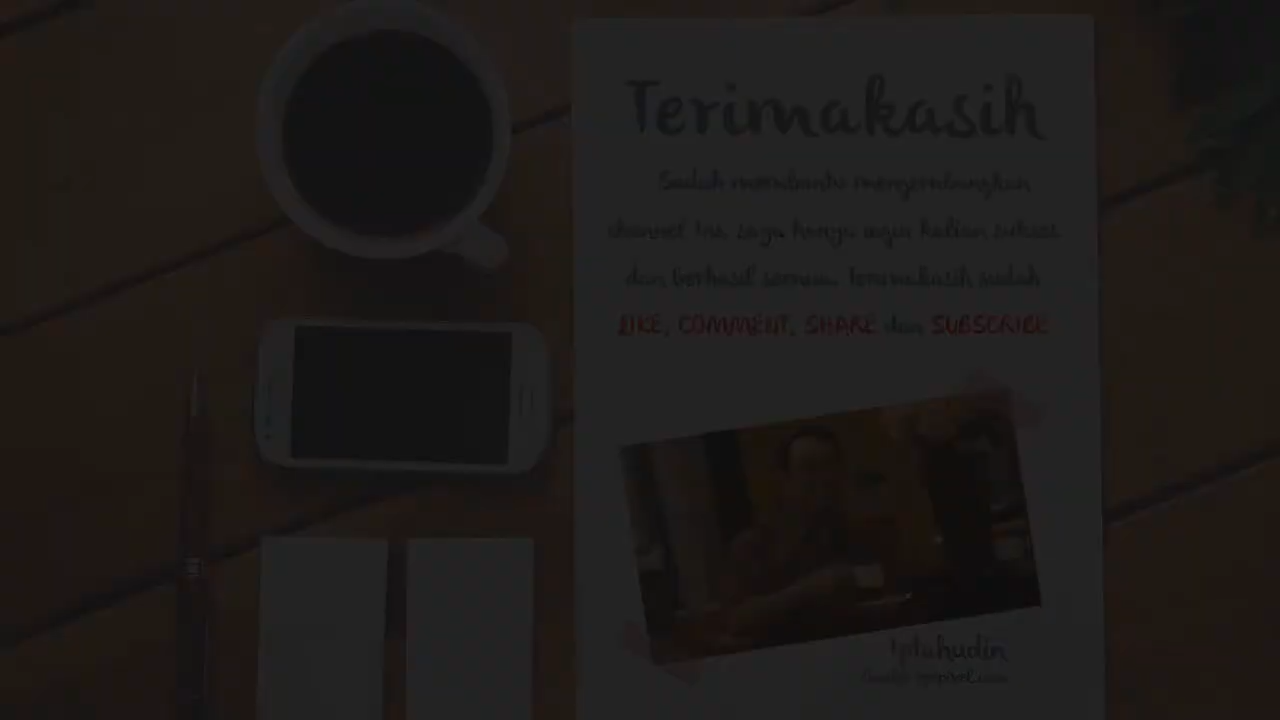 Terimakasih
Sudah membantu mengembangkan
channel ini, saya hanya ingin kalian sukses
dan berhasil semua. terimakasih sudah
LIKE, COMMENT, SHARE dan SUBSCRIBE
Iptahudin